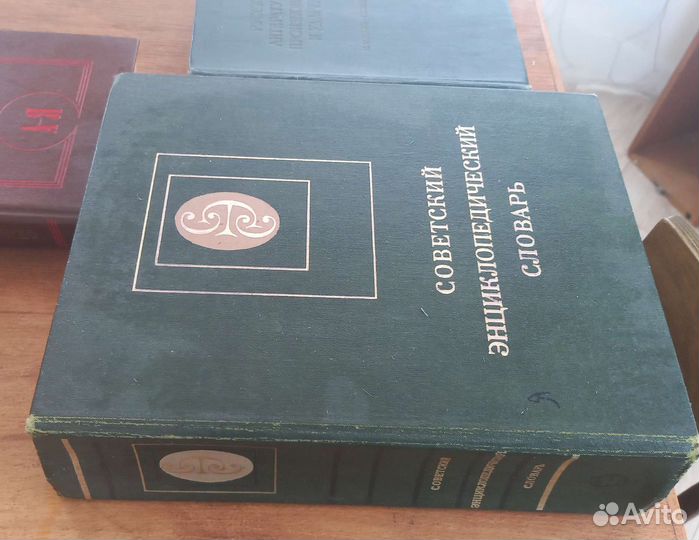 СОВЕТСКИЙ
ЭНЦИКЛОПЕДИЧЕСКИЙ
СЛОВАРЬ
СОВЕТСКИЙ
ЭНЦИКЛОПЕДИЧЕСКИЙ
СЛОВАРЬ
А-Й
Avito